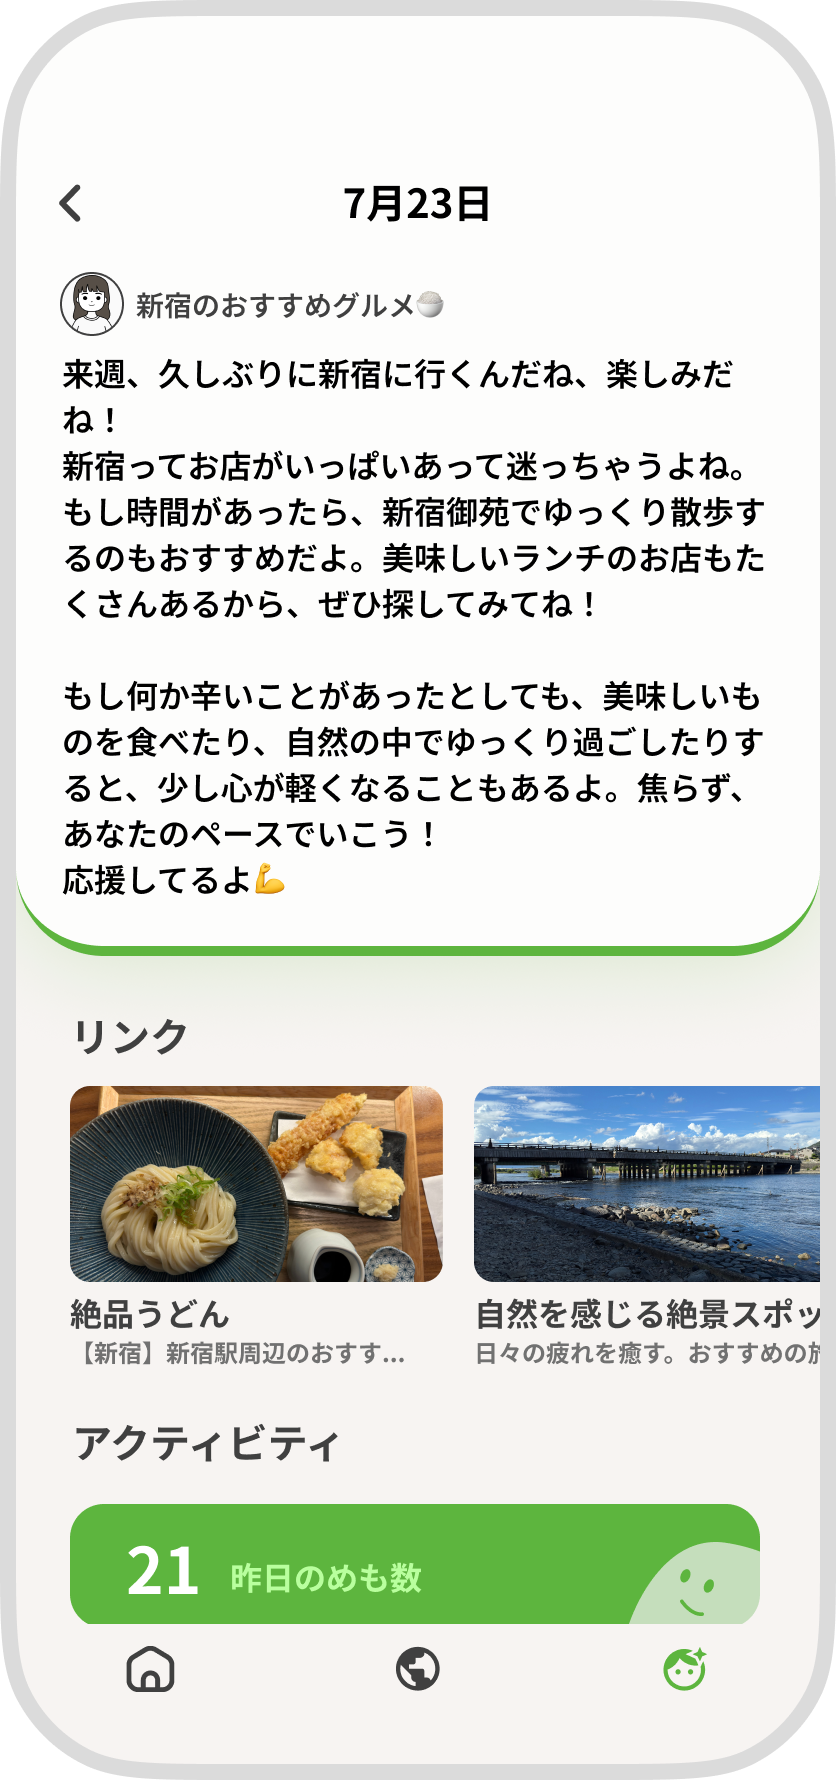 7月23日
新宿のおすすめグルメ🍚
来週、久しぶりに新宿に行くんだね、楽しみだ
ね！
新宿ってお店がいっぱいあって迷っちゃうよね。
もし時間があったら、新宿御苑でゆっくり散歩す
るのもおすすめだよ。美味しいランチのお店もた
くさんあるから、ぜひ探してみてね！
もし何か辛いことがあったとしても、美味しいも
のを食べたり、自然の中でゆっくり過ごしたりす
ると、少し心が軽くなることもあるよ。焦らず、
あなたのペースでいこう！
応援してるよ💪
リンク
絶品うどん
【新宿】新宿駅周辺のおすす...
自然を感じる絶景スポッ
日々の疲れを癒す。おすすめの旅
アクティビティ
21 昨日のめも数